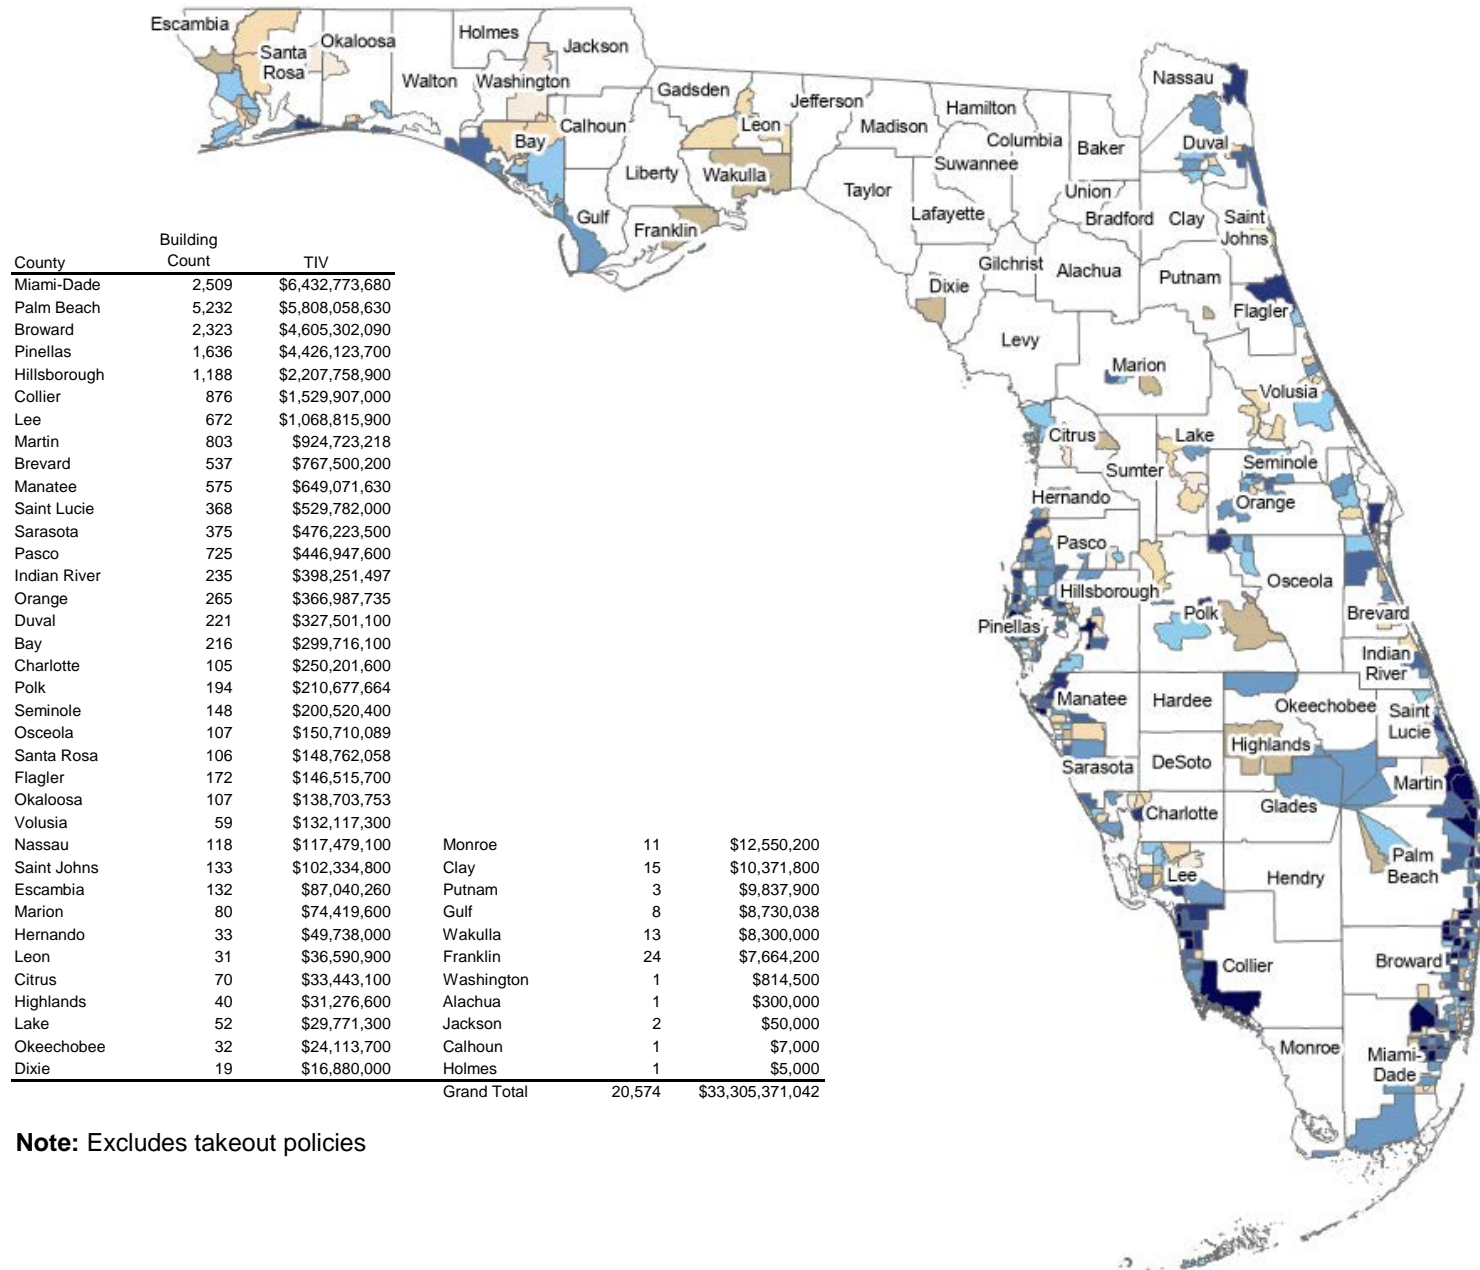 Building
County Count TIV
Miami-Dade 2,509 $6,432,773,680
Palm Beach 5,232 $5,808,058,630
Broward 2,323 $4,605,302,090
Pinellas 1,636 $4,426,123,700
Hillsborough 1,188 $2,207,758,900
Collier 876 $1,529,907,000
Lee 672 $1,068,815,900
Martin 803 $924,723,218
Brevard 537 $767,500,200
Manatee 575 $649,071,630
Saint Lucie 368 $529,782,000
Sarasota 375 $476,223,500
Pasco 725 $446,947,600
Indian River 235 $398,251,497
Orange 265 $366,987,735
Duval 221 $327,501,100
Bay 216 $299,716,100
Charlotte 105 $250,201,600
Polk 194 $210,677,664
Seminole 148 $200,520,400
Osceola 107 $150,710,089
Santa Rosa 106 $148,762,058
Flagler 172 $146,515,700
Okaloosa 107 $138,703,753
Volusia 59 $132,117,300
Nassau 118 $117,479,100
Saint Johns 133 $102,334,800
Escambia 132 $87,040,260
Marion 80 $74,419,600
Hernando 33 $49,738,000
Leon 31 $36,590,900
Citrus 70 $33,443,100
Highlands 40 $31,276,600
Lake 52 $29,771,300
Okeechobee 32 $24,113,700
Dixie 19 $16,880,000
Monroe 11 $12,550,200
Clay 15 $10,371,800
Putnam 3 $9,837,900
Gulf 8 $8,730,038
Wakulla 13 $8,300,000
Franklin 24 $7,664,200
Washington 1 $814,500
Alachua 1 $300,000
Jackson 2 $50,000
Calhoun 1 $7,000
Holmes 1 $5,000
Grand Total 20,574 $33,305,371,042
Note: Excludes takeout policies
Escambia
Santa
Rosa
Okaloosa
Walton
Holmes
Washington
Jackson
Bay
Calhoun
Gulf
Liberty
Gadsden
Leon
Wakulla
Franklin
Jefferson
Madison
Taylor
Hamilton
Columbia
Suwannee
Lafayette
Baker
Union
Bradford
Clay
Nassau
Duval
Saint
Johns
Gilchrist
Alachua
Putnam
Dixie
Flagler
Levy
Marion
Volusia
Citrus
Lake
Sumter
Seminole
Hernando
Orange
Pasco
Osceola
Hillsborough
Polk
Pinellas
Brevard
Indian
River
Manatee
Hardee
Okeechobee
Saint
Lucie
Highlands
Sarasota
DeSoto
Martin
Charlotte
Glades
Lee
Hendry
Palm
Beach
Collier
Broward
Monroe
Miami-
Dade